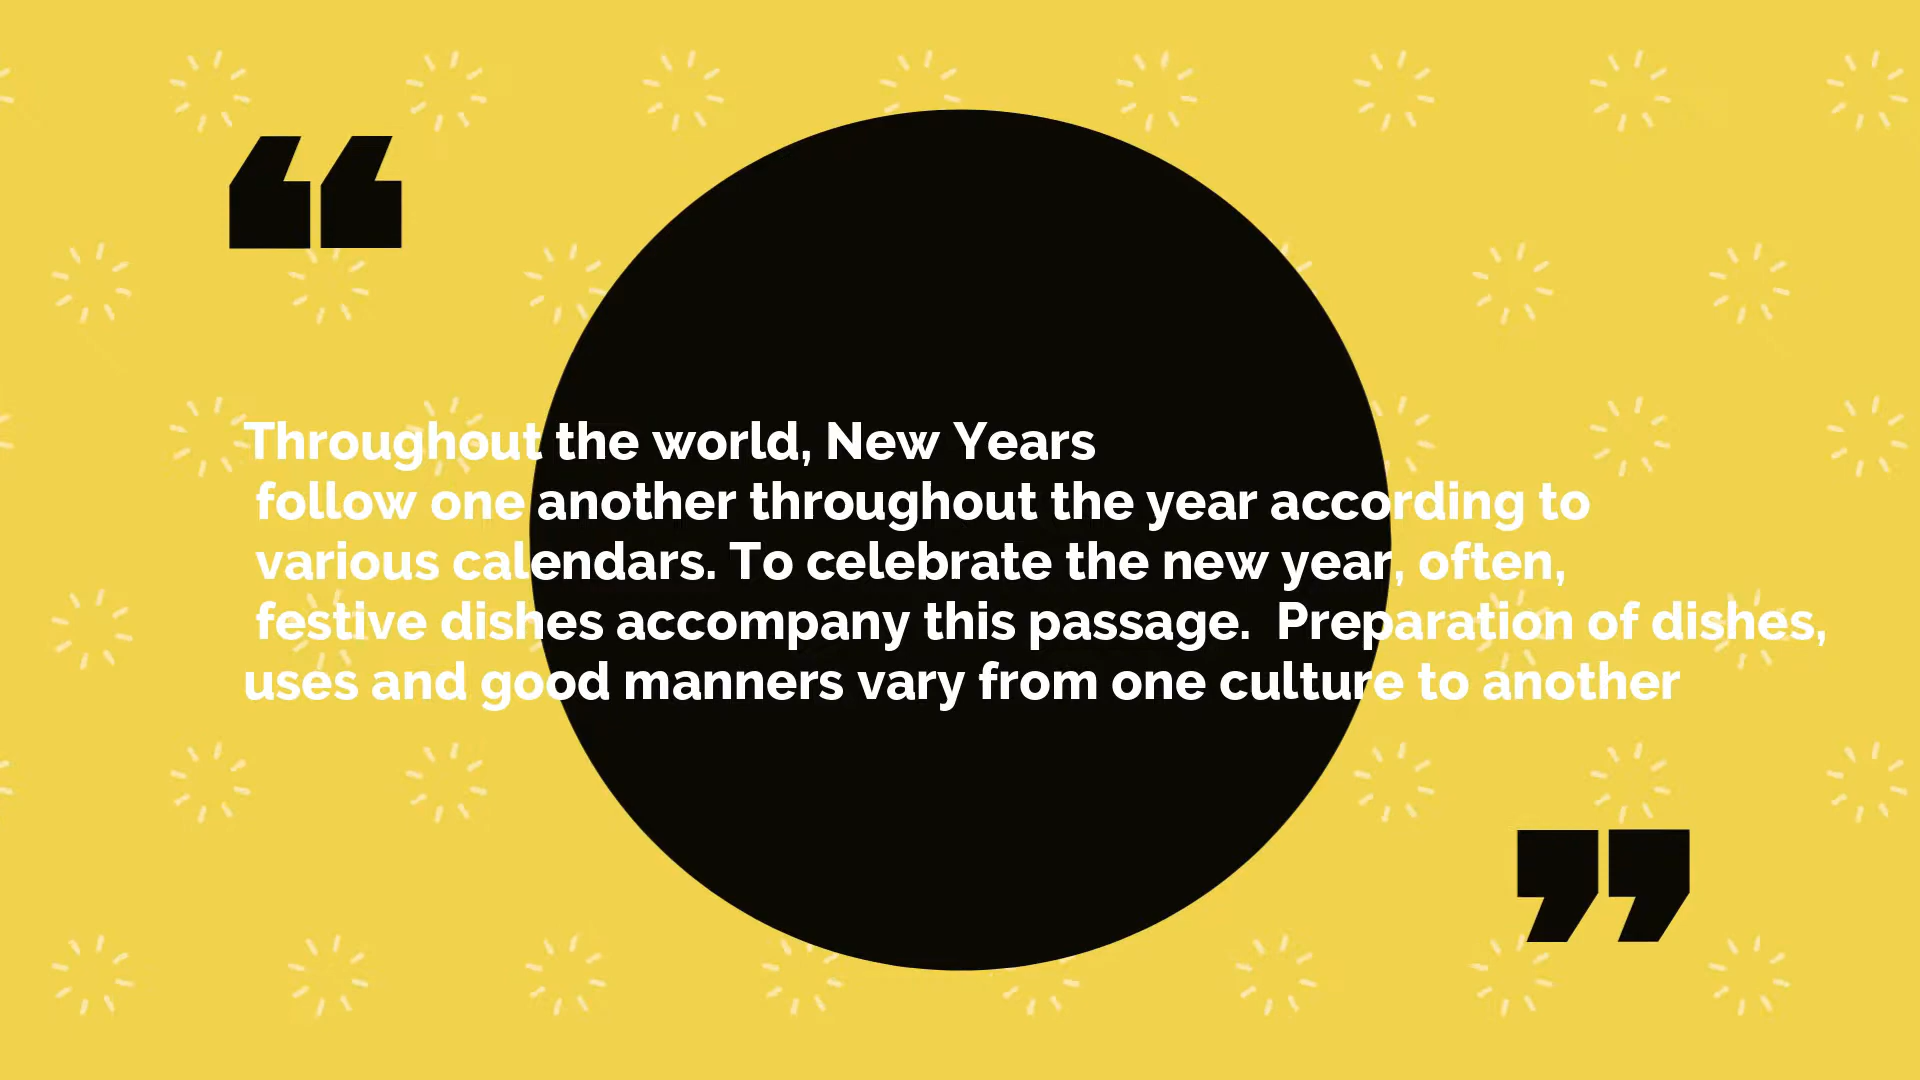 “
Throughout the world, New Years
follow one another throughout the year according to
various calendars. To celebrate the new year, often,
festive dishes accompany this passage.  Preparation of dishes,
uses and good manners vary from one culture to another
”